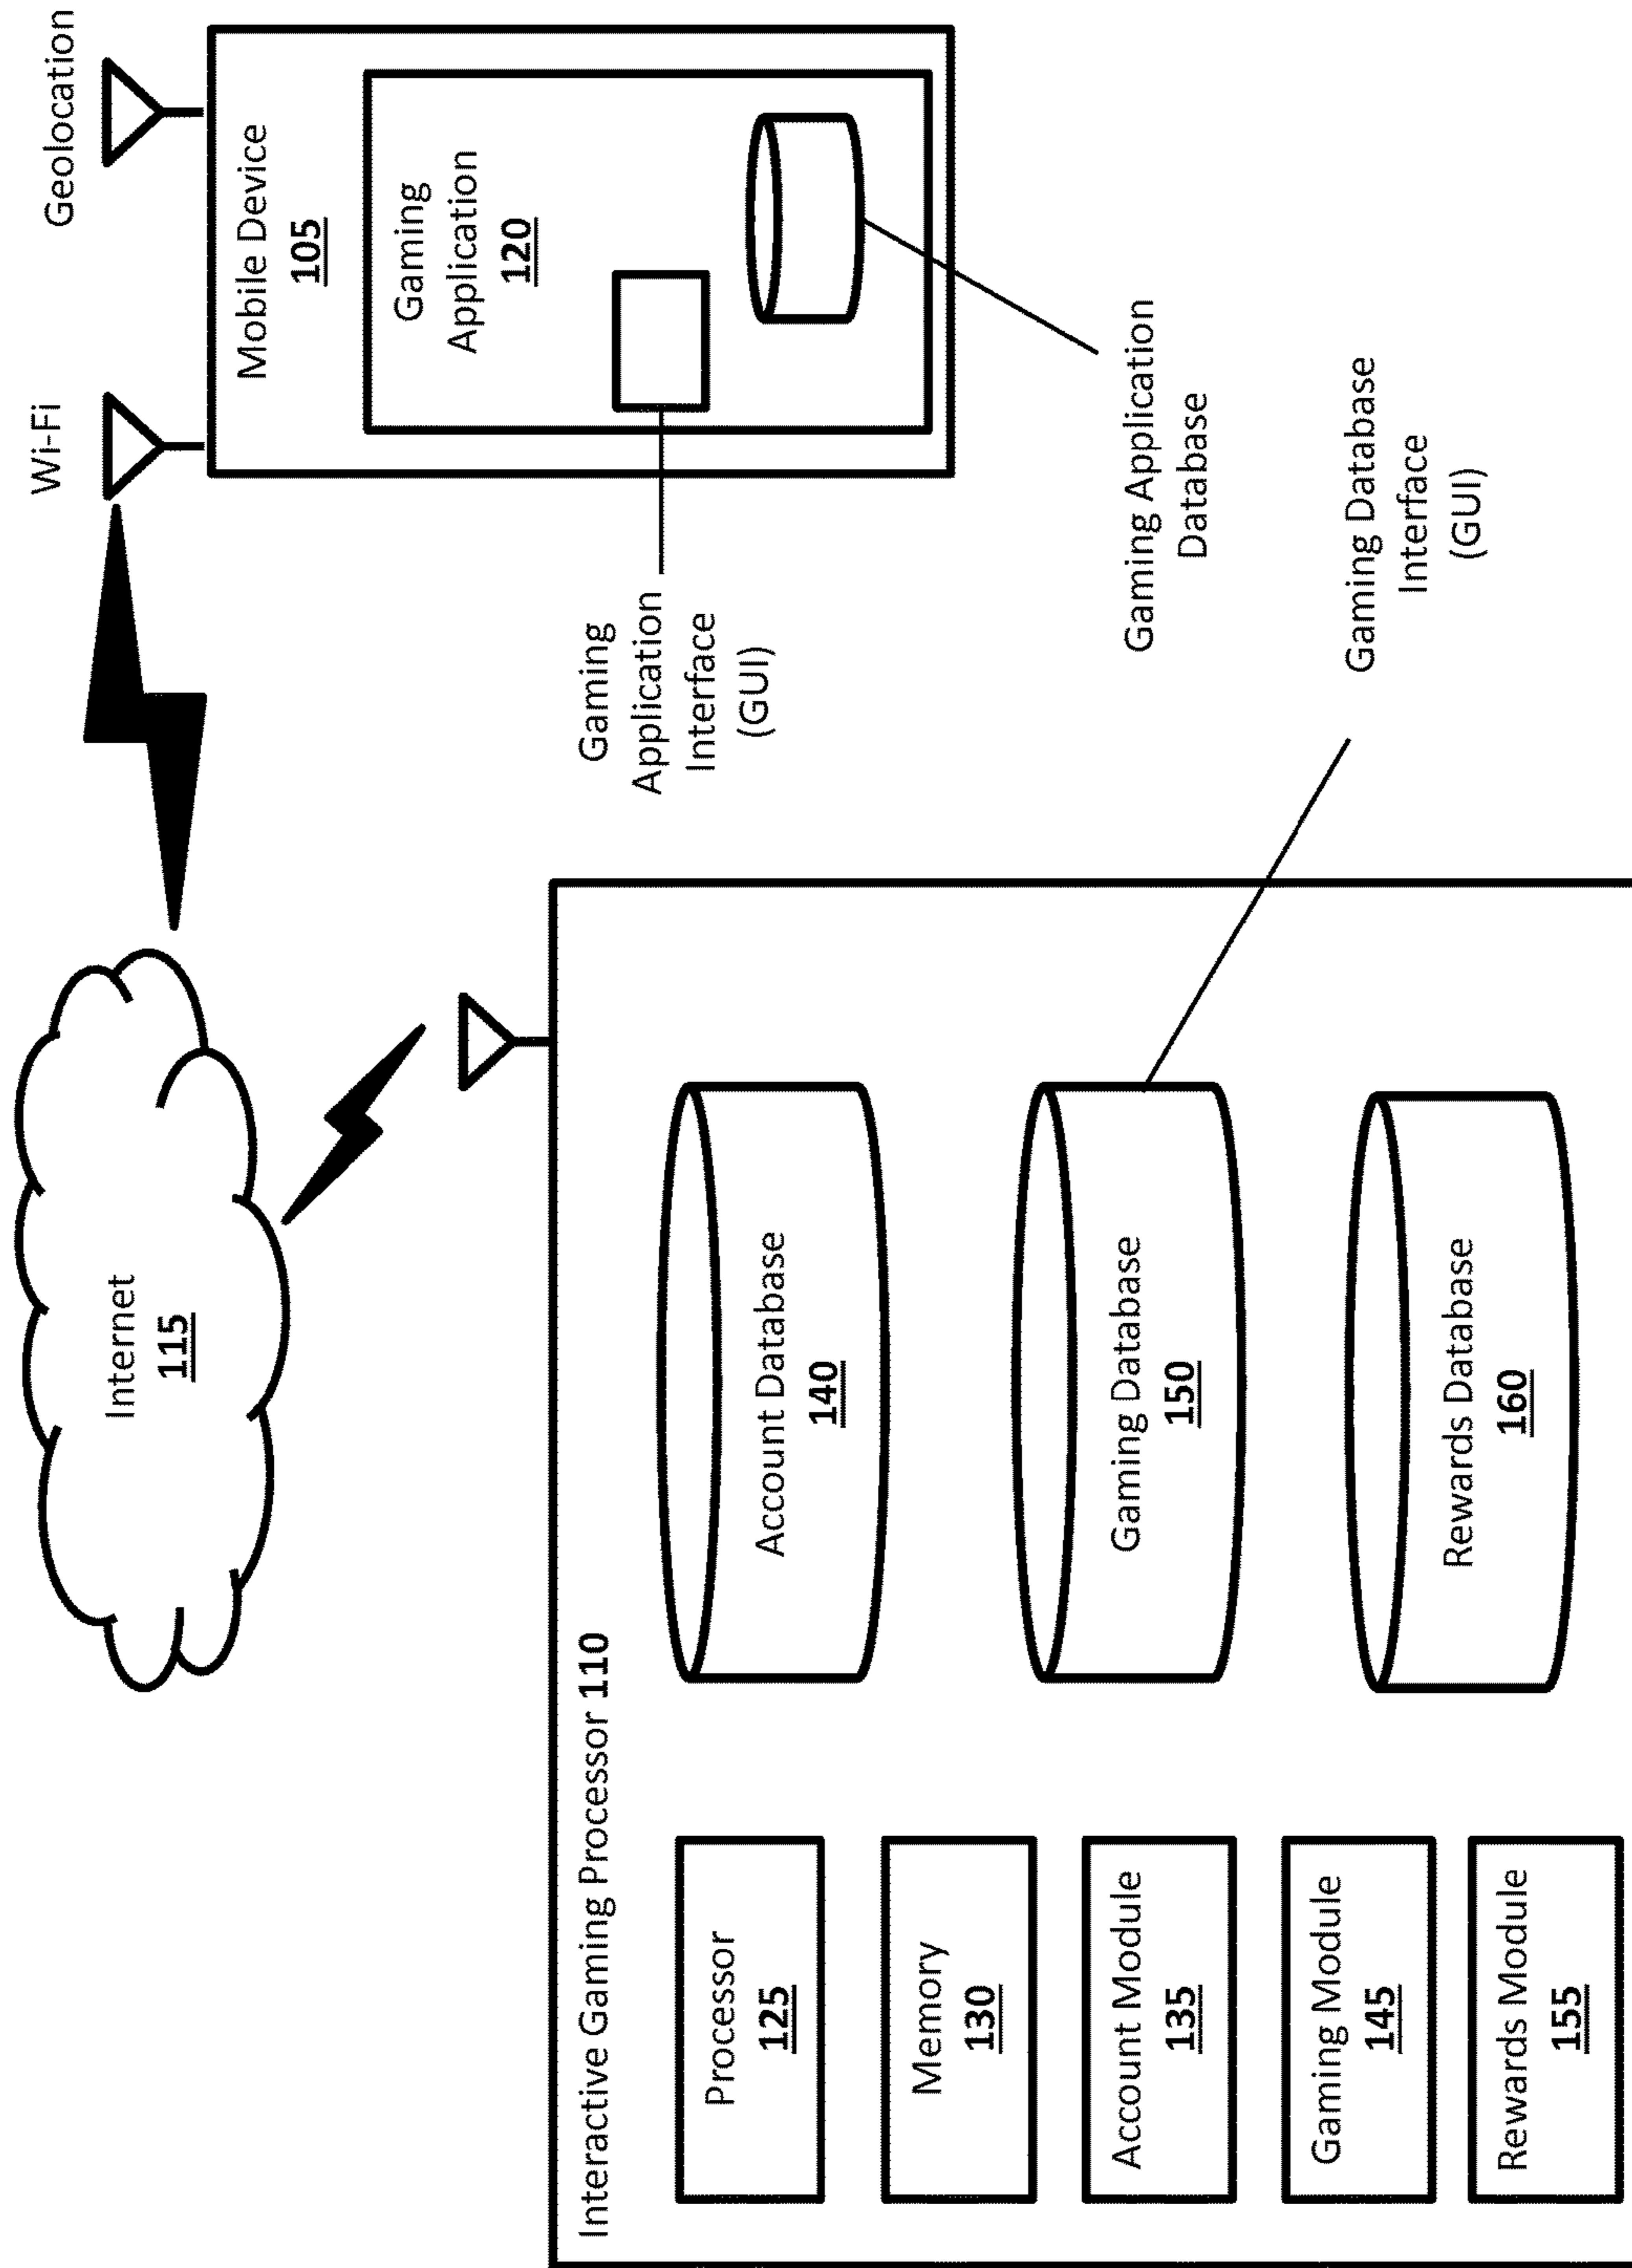 Geolocation
Wi-Fi
Mobile Device
105
Gaming
Application
120
Gaming
Application
Interface
(GUI)
Gaming Application
Database
Gaming Database
Interface
(GUI)
Internet
115
Interactive Gaming Processor 110
Processor
125
Memory
130
Account Module
135
Gaming Module
145
Rewards Module
155
Account Database
140
Gaming Database
150
Rewards Database
160